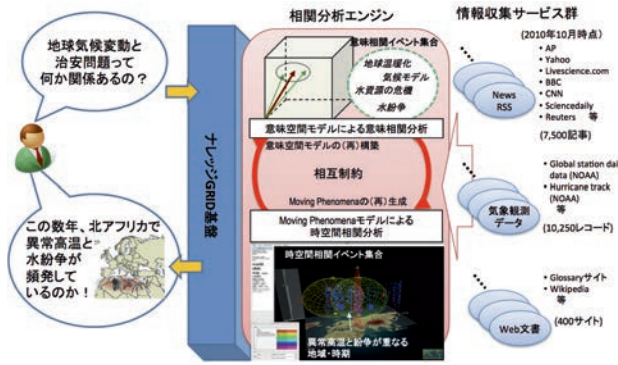 地球気候変動と
治安問題って
何か関係あるの？
この数年、北アフリカで
異常高温と
水紛争が
頻発して
いるのか！
ナレッジGRID基盤
相関分析エンジン
意味相関イベント集合
地球温暖化
気候モデル
水資源の危機
水紛争
意味空間モデルによる意味相関分析
意味空間モデルの（再）構築
相互制約
Moving Phenomenaの（再）生成
Moving Phenomenaモデルによる
時空間相関分析
時空間相関イベント集合
異常高温と紛争が重なる
地域・時期
情報収集サービス群
(2010年10月時点)
• AP
• Yahoo
• Livescience.com
• BBC
• CNN
• Sciencedaily
• Reuters 等
(7,500記事)
News
RSS
• Global station dai
data (NOAA)
• Hurricane track
(NOAA)
等
(10,250レコード)
気象観測
データ
• Glossaryサイト
• Wikipedia
等
(400サイト)
Web文書